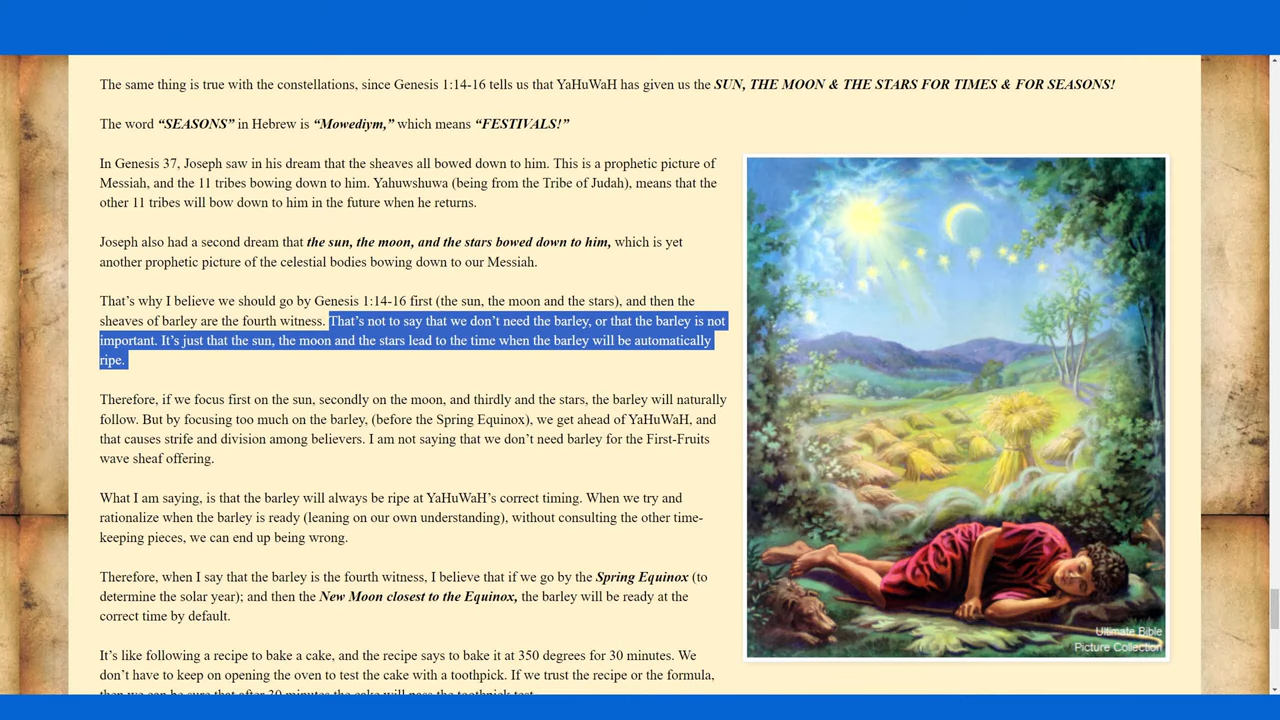 The same thing is true with the constellations, since Genesis 1:14-16 tells us that YaHuWaH has given us the SUN, THE MOON & THE STARS FOR TIMES & FOR SEASONS!
The word “SEASONS” in Hebrew is “Mowediym,” which means “FESTIVALS!”
In Genesis 37, Joseph saw in his dream that the sheaves all bowed down to him. This is a prophetic picture of
Messiah, and the 11 tribes bowing down to him. Yahuwshuwa (being from the Tribe of Judah), means that the
other 11 tribes will bow down to him in the future when he returns.
Joseph also had a second dream that the sun, the moon, and the stars bowed down to him, which is yet
another prophetic picture of the celestial bodies bowing down to our Messiah.
That’s why I believe we should go by Genesis 1:14-16 first (the sun, the moon and the stars), and then the
sheaves of barley are the fourth witness. That’s not to say that we don’t need the barley, or that the barley is not
important. It’s just that the sun, the moon and the stars lead to the time when the barley will be automatically
ripe.
Therefore, if we focus first on the sun, secondly on the moon, and thirdly and the stars, the barley will naturally
follow. But by focusing too much on the barley, (before the Spring Equinox), we get ahead of YaHuWaH, and
that causes strife and division among believers. I am not saying that we don’t need barley for the First-Fruits
wave sheaf offering.
What I am saying, is that the barley will always be ripe at YaHuWaH’s correct timing. When we try and
rationalize when the barley is ready (leaning on our own understanding), without consulting the other time-
keeping pieces, we can end up being wrong.
Therefore, when I say that the barley is the fourth witness, I believe that if we go by the Spring Equinox (to
determine the solar year); and then the New Moon closest to the Equinox, the barley will be ready at the
correct time by default.
It’s like following a recipe to bake a cake, and the recipe says to bake it at 350 degrees for 30 minutes. We
don’t have to keep on opening the oven to test the cake with a toothpick. If we trust the recipe or the formula,
then we can be sure that after 30 minutes the cake will pass the toothpick test.
Ultimate Bible
Picture Collection